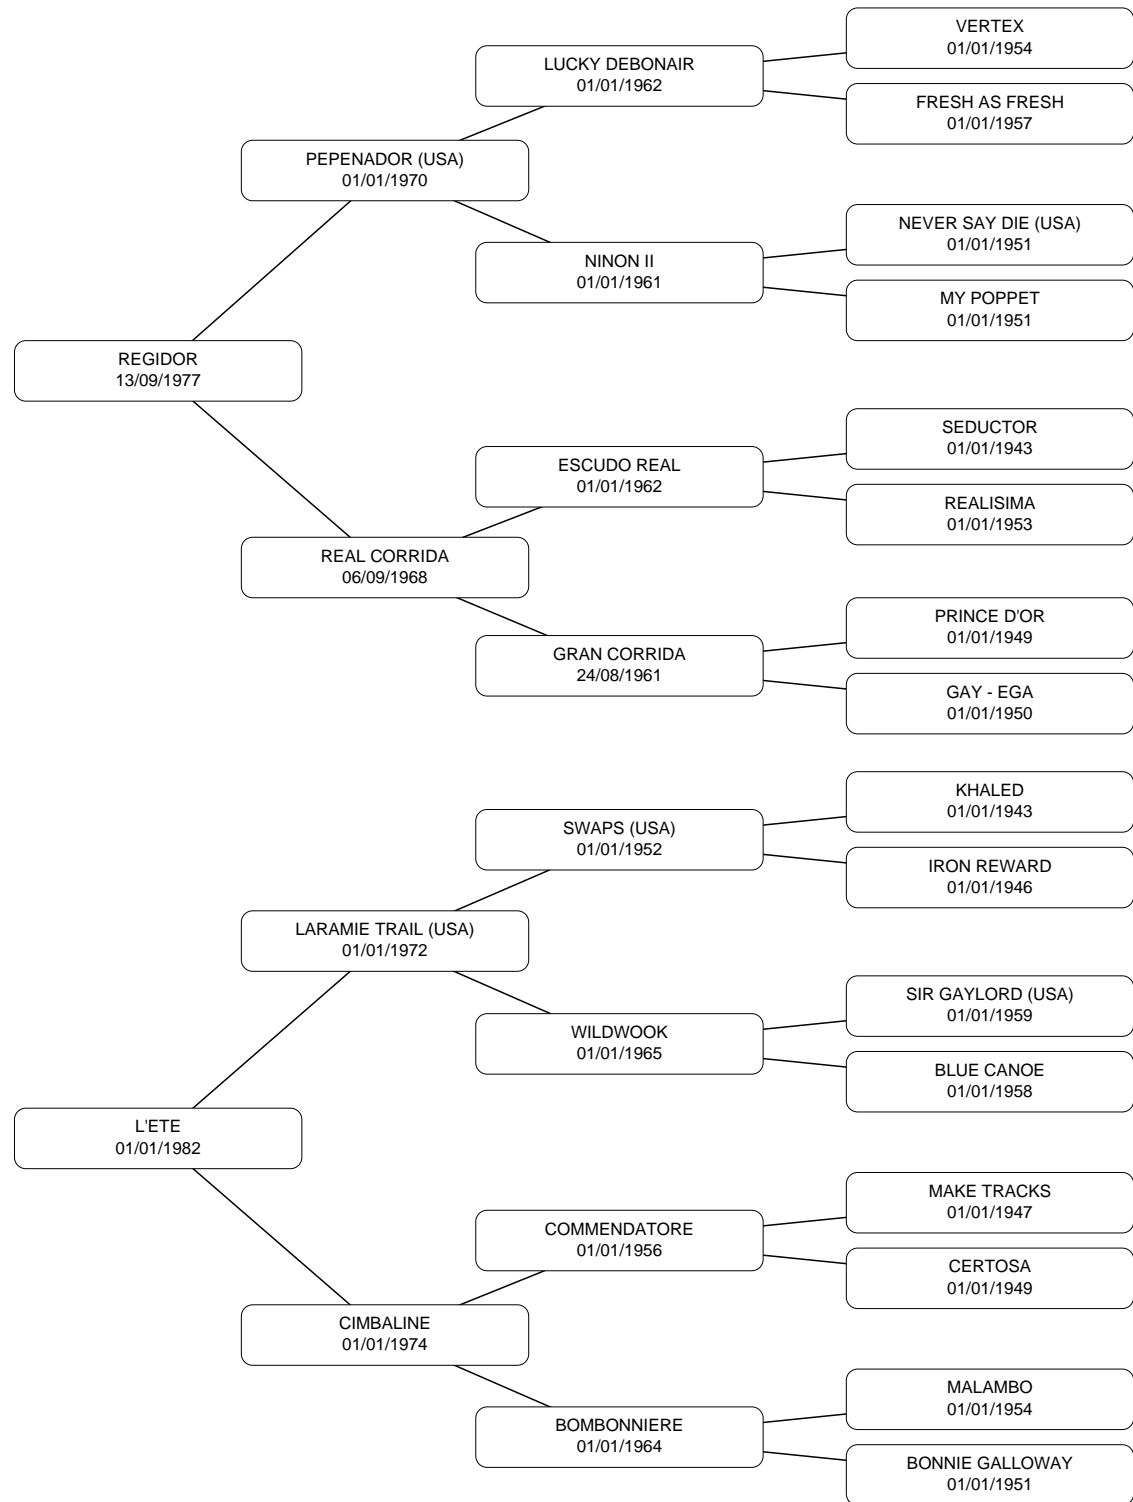 VERTEX
01/01/1954
LUCKY DEBONAIR
01/01/1962
FRESH AS FRESH
01/01/1957
PEPENADOR (USA)
01/01/1970
NEVER SAY DIE (USA)
01/01/1951
NINON II
01/01/1961
MY POPPET
01/01/1951
REGIDOR
13/09/1977
SEDUCTOR
01/01/1943
ESCUDO REAL
01/01/1962
REALISIMA
01/01/1953
REAL CORRIDA
06/09/1968
PRINCE D'OR
01/01/1949
GRAN CORRIDA
24/08/1961
GAY - EGA
01/01/1950
KHALED
01/01/1943
SWAPS (USA)
01/01/1952
IRON REWARD
01/01/1946
LARAMIE TRAIL (USA)
01/01/1972
SIR GAYLORD (USA)
01/01/1959
WILDWOOK
01/01/1965
BLUE CANOE
01/01/1958
L'ETE
01/01/1982
MAKE TRACKS
01/01/1947
COMMENDATORE
01/01/1956
CERTOSA
01/01/1949
CIMBALINE
01/01/1974
MALAMBO
01/01/1954
BOMBONNIERE
01/01/1964
BONNIE GALLOWAY
01/01/1951